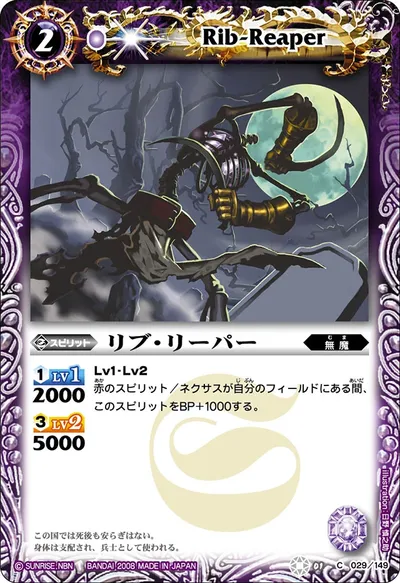 2
Rib-Reaper
スピリット
リブ・リーパー
むま
無魔
1 LV1
2000
3 LV2
5000
Lv1・Lv2
赤のスピリット／ネクサスが自分のフィールドにある間、
このスピリットをBP+1000する。
この国では死後も安らぎはない。
身体は支配され、兵士として使われる。
©SUNRISE,NBN BANDAI 2008 MADE IN JAPAN
01 C 029/149